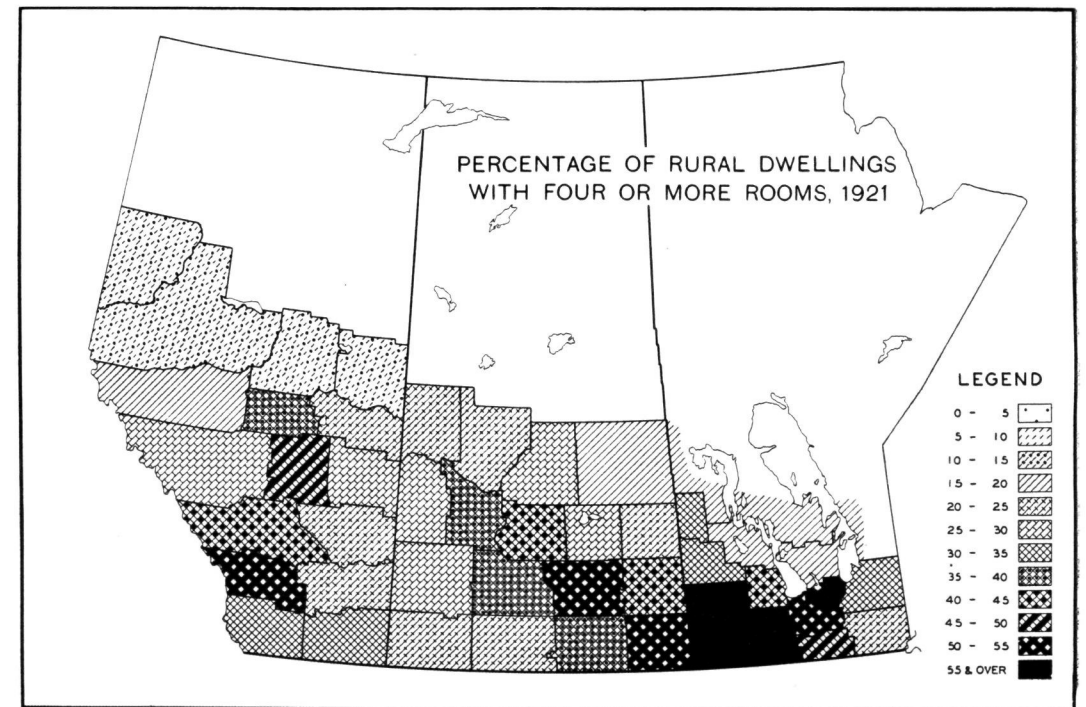 PERCENTAGE OF RURAL DWELLINGS
WITH FOUR OR MORE ROOMS, 1921
LEGEND
0 - 5
5 - 10
10 - 15
15 - 20
20 - 25
25 - 30
30 - 35
35 - 40
40 - 45
45 - 50
50 - 55
55 & OVER